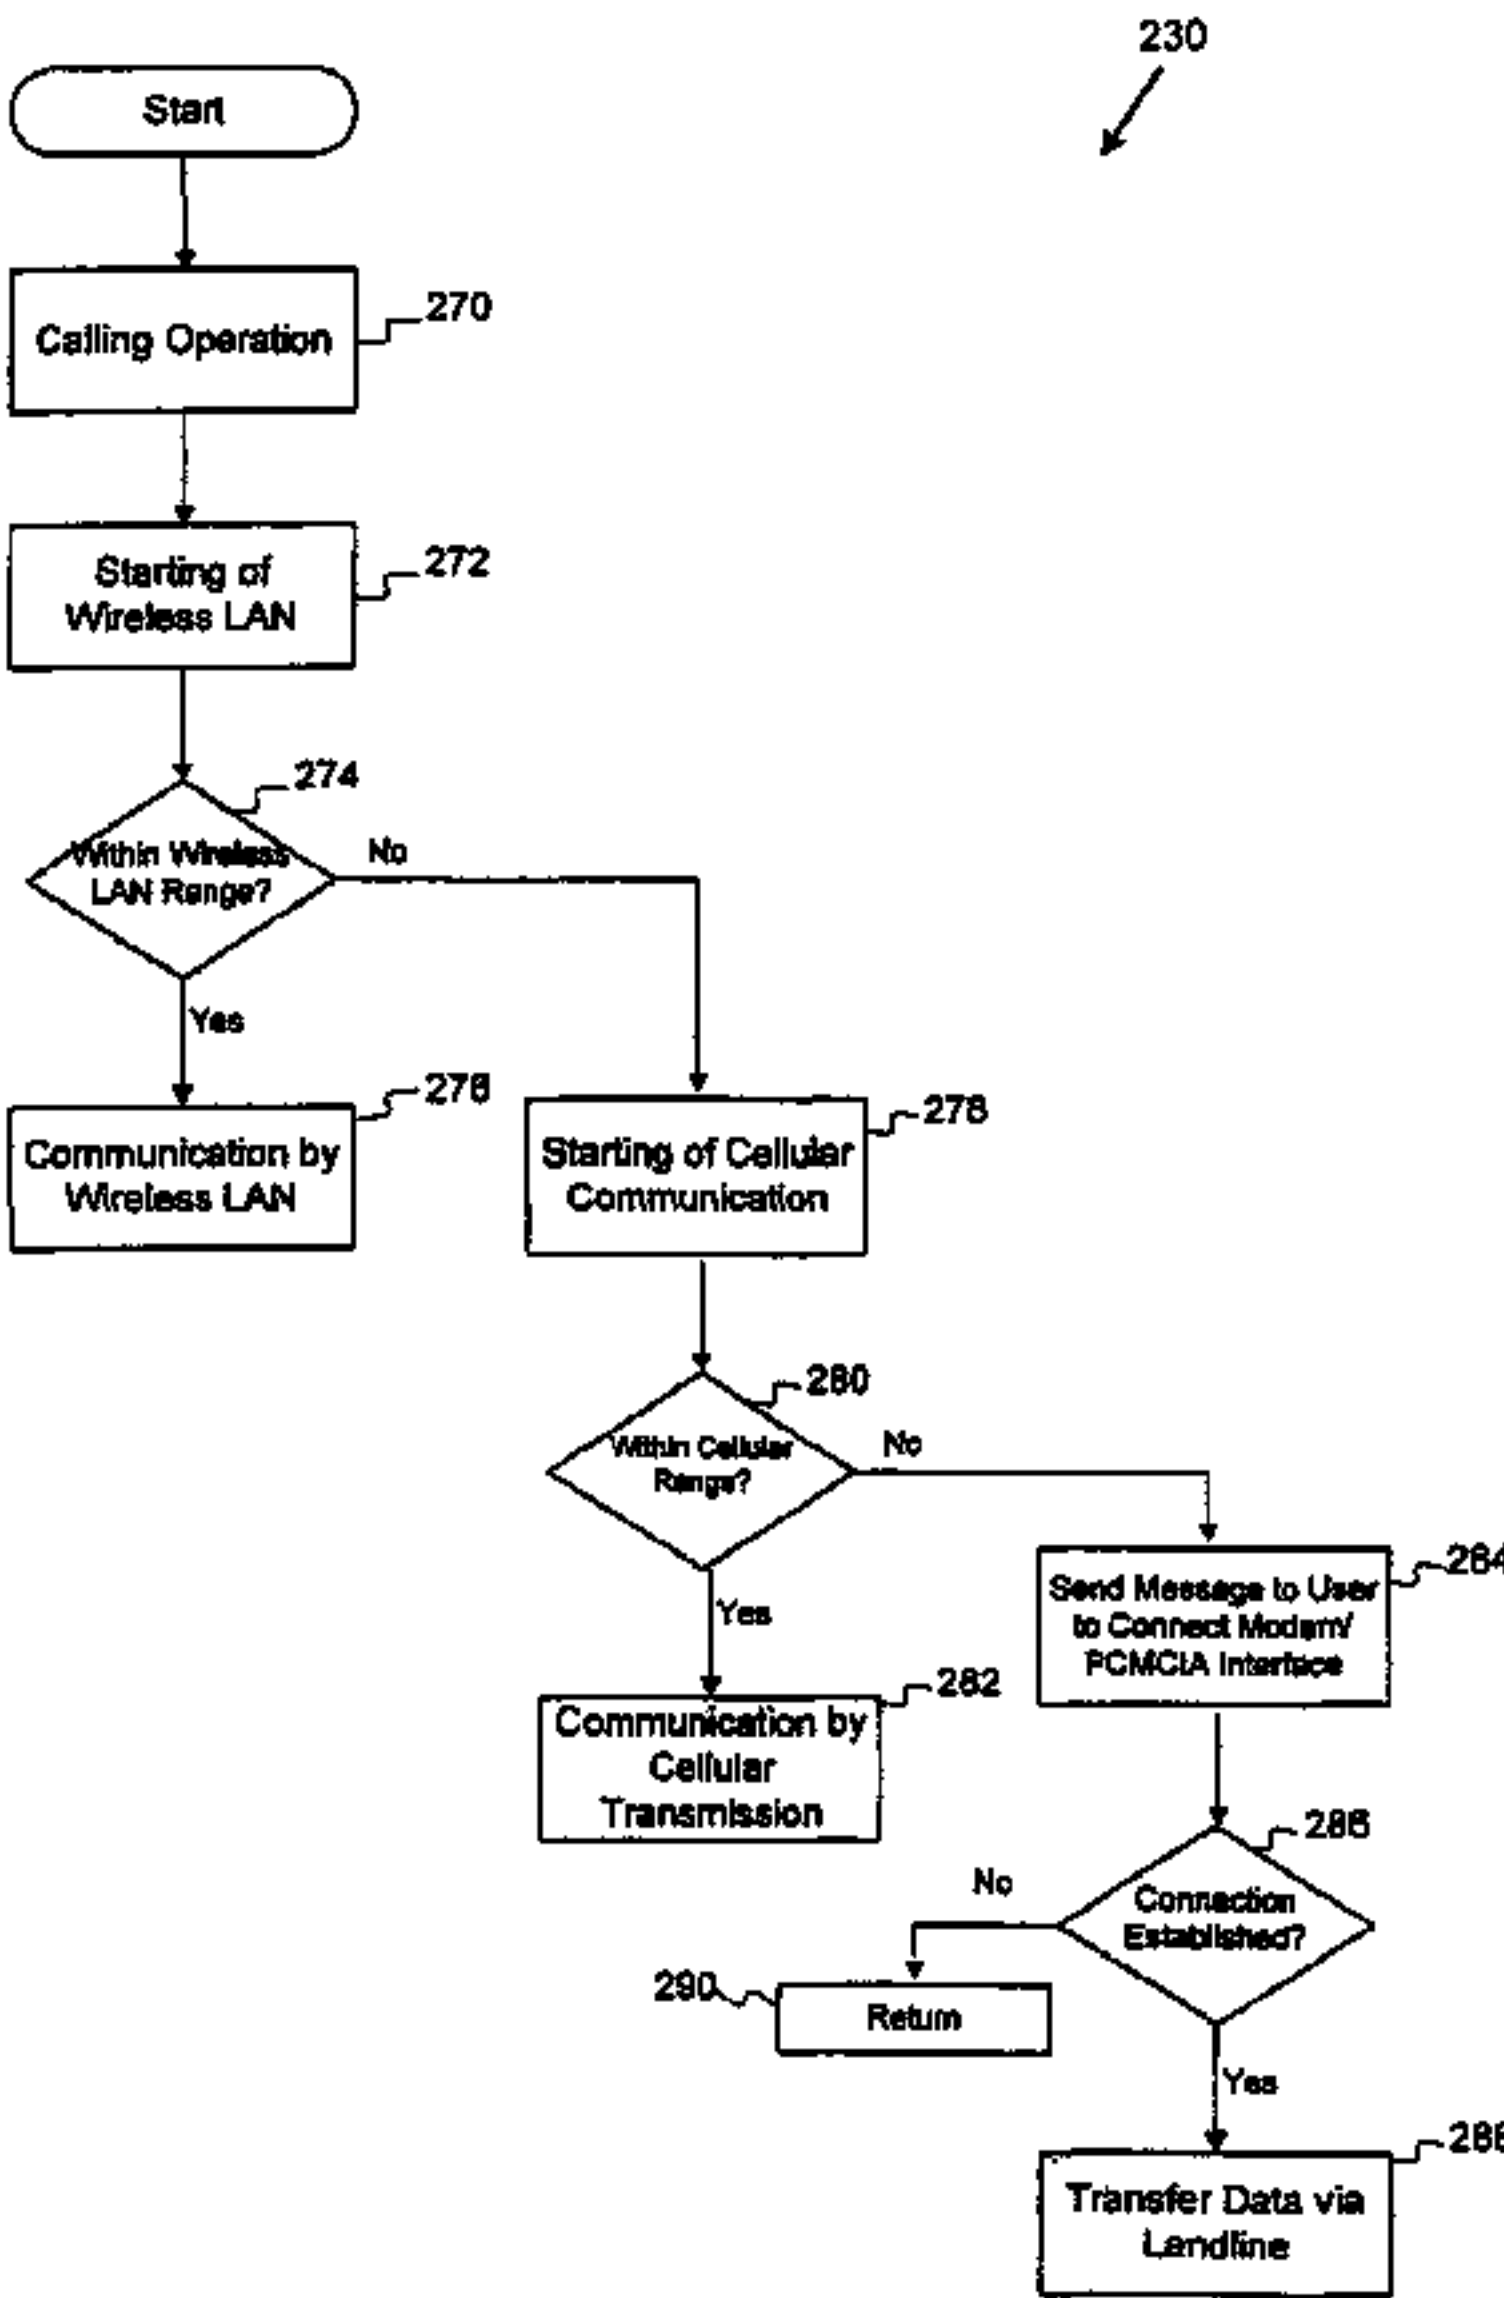 230
Start
Calling Operation
270
Starting of
Wireless LAN
272
274
Within Wireless
LAN Range?
No
Yes
276
Communication by
Wireless LAN
278
Starting of Cellular
Communication
280
Within Cellular
Range?
No
Yes
284
Send Message to User
to Connect Modem/
PCMCIA Interface
282
Communication by
Cellular
Transmission
286
Connection
Established?
No
290
Return
Yes
288
Transfer Data via
Landline